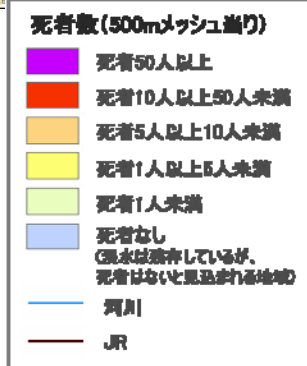 死者数(500mメッシュ当り)
死者50人以上
死者10人以上50人未満
死者5人以上10人未満
死者1人以上5人未満
死者1人未満
死者なし
(浸水は残存しているが、
死者はないと見込まれる地域)
河川
JR